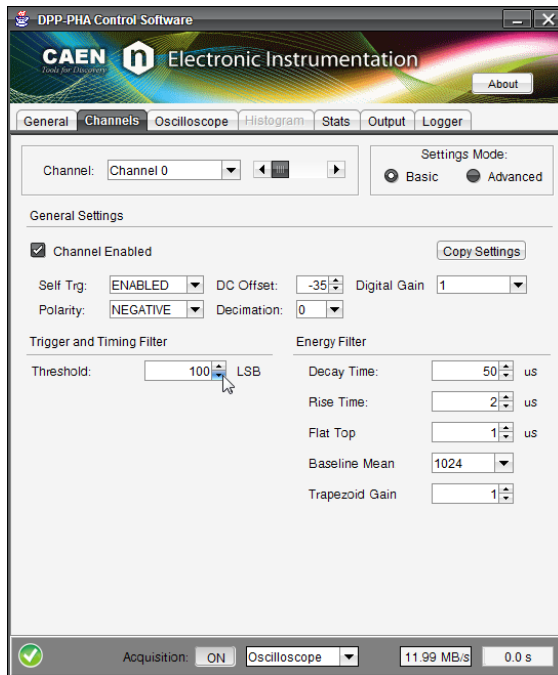 DPP-PHA Control Software
CAEN n Electronic Instrumentation
Tools for Discovery
About
General Channels Oscilloscope Histogram Stats Output Logger
Channel: Channel 0
Settings Mode:
Basic Advanced
General Settings
Channel Enabled Copy Settings
Self Trg: ENABLED DC Offset: -35 Digital Gain 1
Polarity: NEGATIVE Decimation: 0
Trigger and Timing Filter
Threshold: 100 LSB
Energy Filter
Decay Time: 50 us
Rise Time: 2 us
Flat Top 1 us
Baseline Mean 1024
Trapezoid Gain 1
Acquisition: ON Oscilloscope 11.99 MB/s 0.0 s